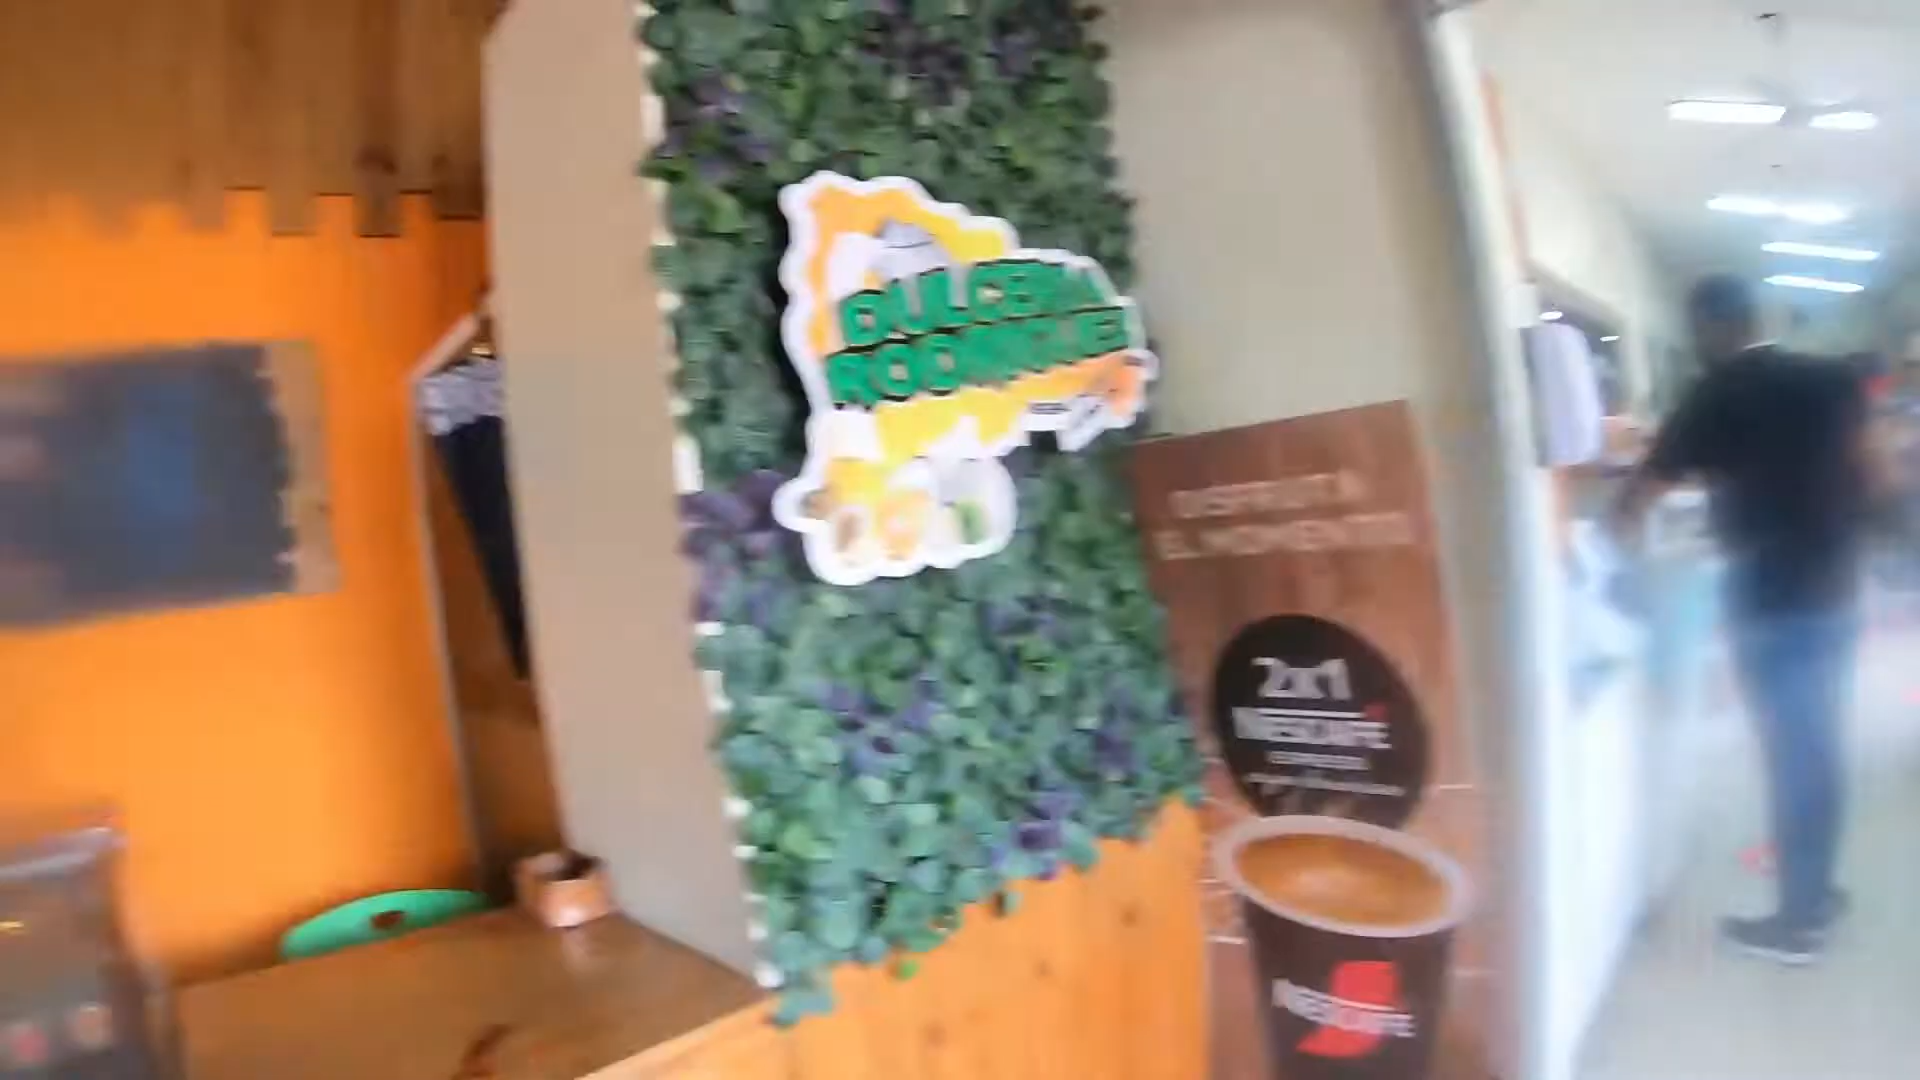 DULCERIA
RODRIGUEZ
DISFRUTA
EL MOMENTO
2x1
NESCAFE
NESCAFE